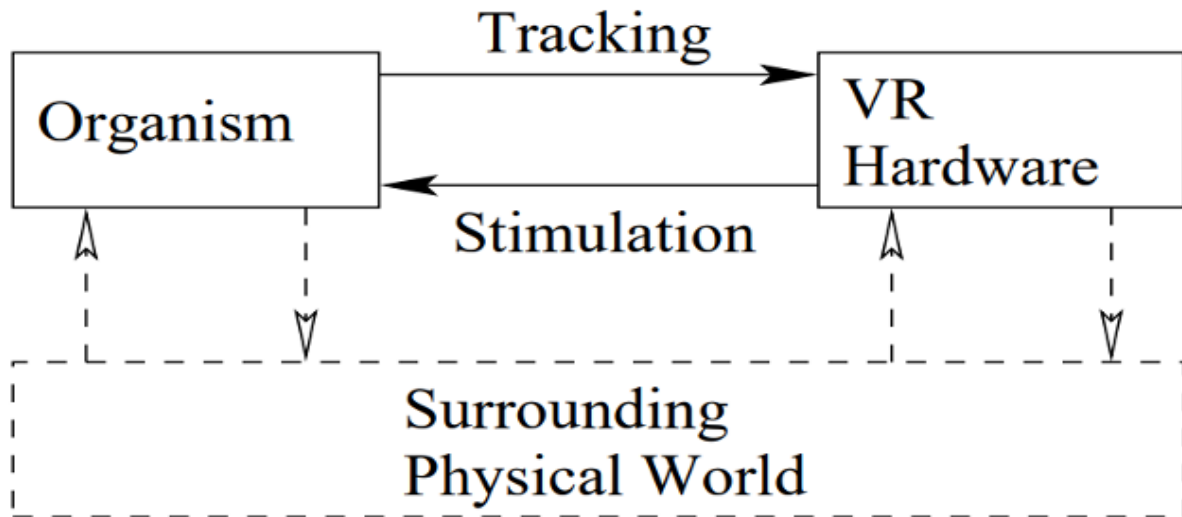 Tracking
Organism
VR
Hardware
Stimulation
Surrounding
Physical World